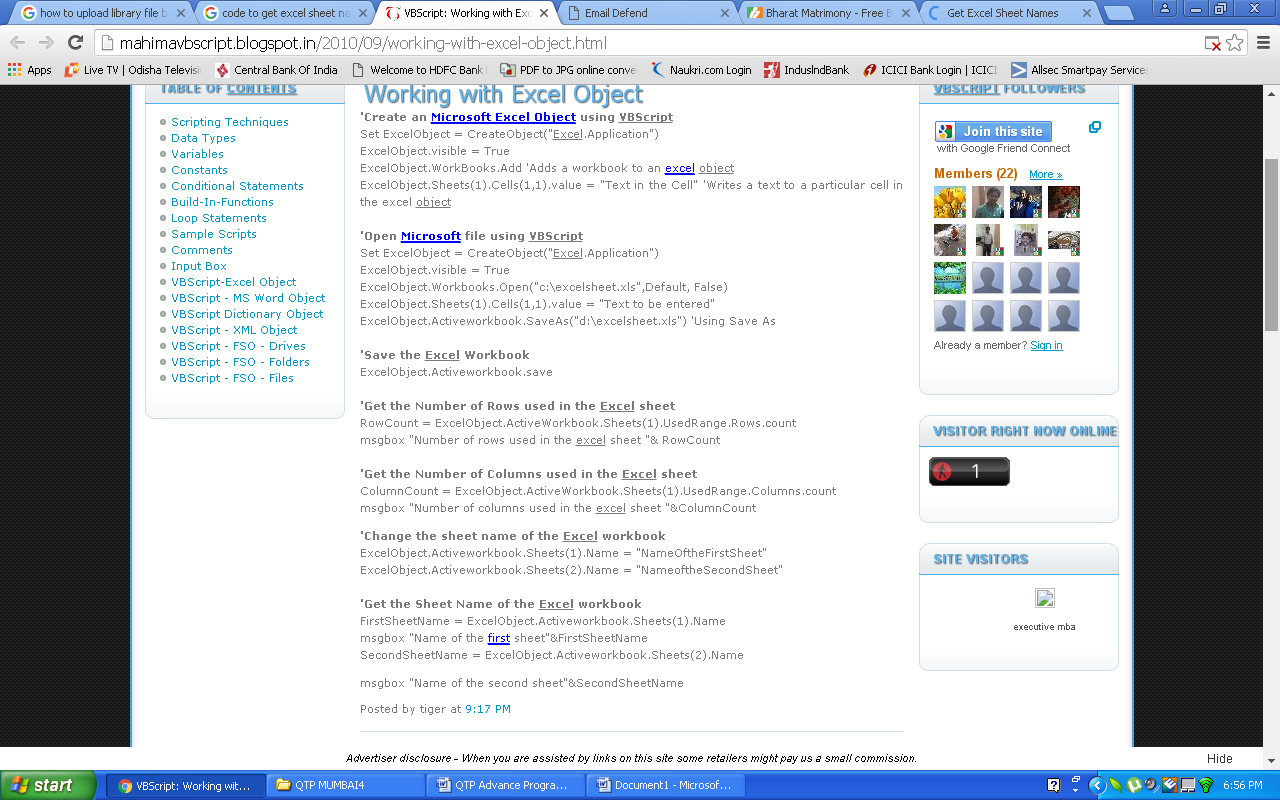 how to upload library file b
code to get excel sheet na
VBScript: Working with Exc
Email Defend
Bharat Matrimony - Free B
Get Excel Sheet Names
mahimavbscript.blogspot.in/2010/09/working-with-excel-object.html
Apps
Live TV | Odisha Televisi
Central Bank Of India
Welcome to HDFC Bank
PDF to JPG online conve
Naukri.com Login
IndusIndBank
ICICI Bank Login | ICICI
Allsec Smartpay Service
TABLE OF CONTENTS
Scripting Techniques
Data Types
Variables
Constants
Conditional Statements
Build-In-Functions
Loop Statements
Sample Scripts
Comments
Input Box
VBScript-Excel Object
VBScript - MS Word Object
VBScript Dictionary Object
VBScript - XML Object
VBScript - FSO - Drives
VBScript - FSO - Folders
VBScript - FSO - Files
Working with Excel Object
'Create an Microsoft Excel Object using VBScript
Set ExcelObject = CreateObject("Excel.Application")
ExcelObject.visible = True
ExcelObject.WorkBooks.Add 'Adds a workbook to an excel object
ExcelObject.Sheets(1).Cells(1,1).value = "Text in the Cell" 'Writes a text to a particular cell in
the excel object
'Open Microsoft file using VBScript
Set ExcelObject = CreateObject("Excel.Application")
ExcelObject.visible = True
ExcelObject.Workbooks.Open("c:\excelsheet.xls",Default, False)
ExcelObject.Sheets(1).Cells(1,1).value = "Text to be entered"
ExcelObject.Activeworkbook.SaveAs("d:\excelsheet.xls") 'Using Save As
'Save the Excel Workbook
ExcelObject.Activeworkbook.save
'Get the Number of Rows used in the Excel sheet
RowCount = ExcelObject.ActiveWorkbook.Sheets(1).UsedRange.Rows.count
msgbox "Number of rows used in the excel sheet "& RowCount
'Get the Number of Columns used in the Excel sheet
ColumnCount = ExcelObject.ActiveWorkbook.Sheets(1).UsedRange.Columns.count
msgbox "Number of columns used in the excel sheet "&ColumnCount
'Change the sheet name of the Excel workbook
ExcelObject.Activeworkbook.Sheets(1).Name = "NameOftheFirstSheet"
ExcelObject.Activeworkbook.Sheets(2).Name = "NameoftheSecondSheet"
'Get the Sheet Name of the Excel workbook
FirstSheetName = ExcelObject.Activeworkbook.Sheets(1).Name
msgbox "Name of the first sheet"&FirstSheetName
SecondSheetName = ExcelObject.Activeworkbook.Sheets(2).Name
msgbox "Name of the second sheet"&SecondSheetName
Posted by tiger at 9:17 PM
VBSCRIPT FOLLOWERS
Join this site
with Google Friend Connect
Members (22) More »
Already a member? Sign in
VISITOR RIGHT NOW ONLINE
1
SITE VISITORS
executive mba
Advertiser disclosure - When you are assisted by links on this site some retailers might pay us a small commission.
Hide
start
VBScript: Working wit...
QTP MUMBAI4
QTP Advance Progra...
Document1 - Microsof...
6:56 PM